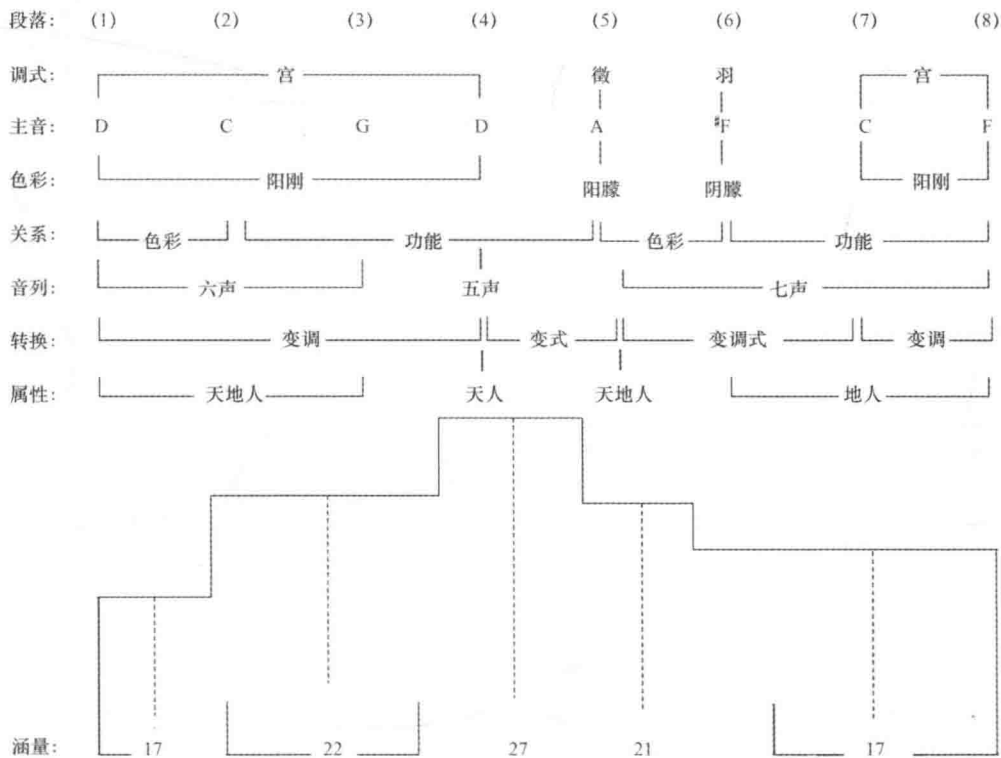 段落: (1) (2) (3) (4) (5) (6) (7) (8)
调式: 宫 徵 羽 宫
主音: D C G D A #F C F
色彩: 阳刚 阳朦 阴朦 阳刚
关系: 色彩 功能 色彩 功能
音列: 六声 五声 七声
转换: 变调 变式 变调式 变调
属性: 天地人 天人 天地人 地人
涵量: 17 22 27 21 17